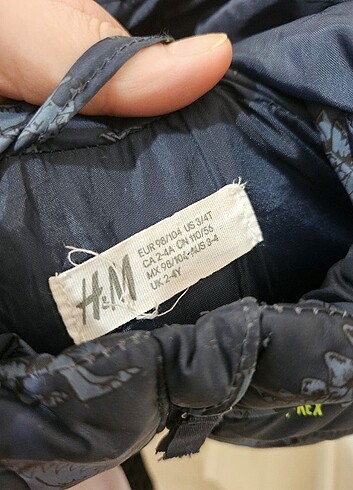 H&M
EUR 98/104 US 3/4T
CA 2-4A CN 110/56
MX 98/104 AUS 3-4
UK 2-4Y
REX